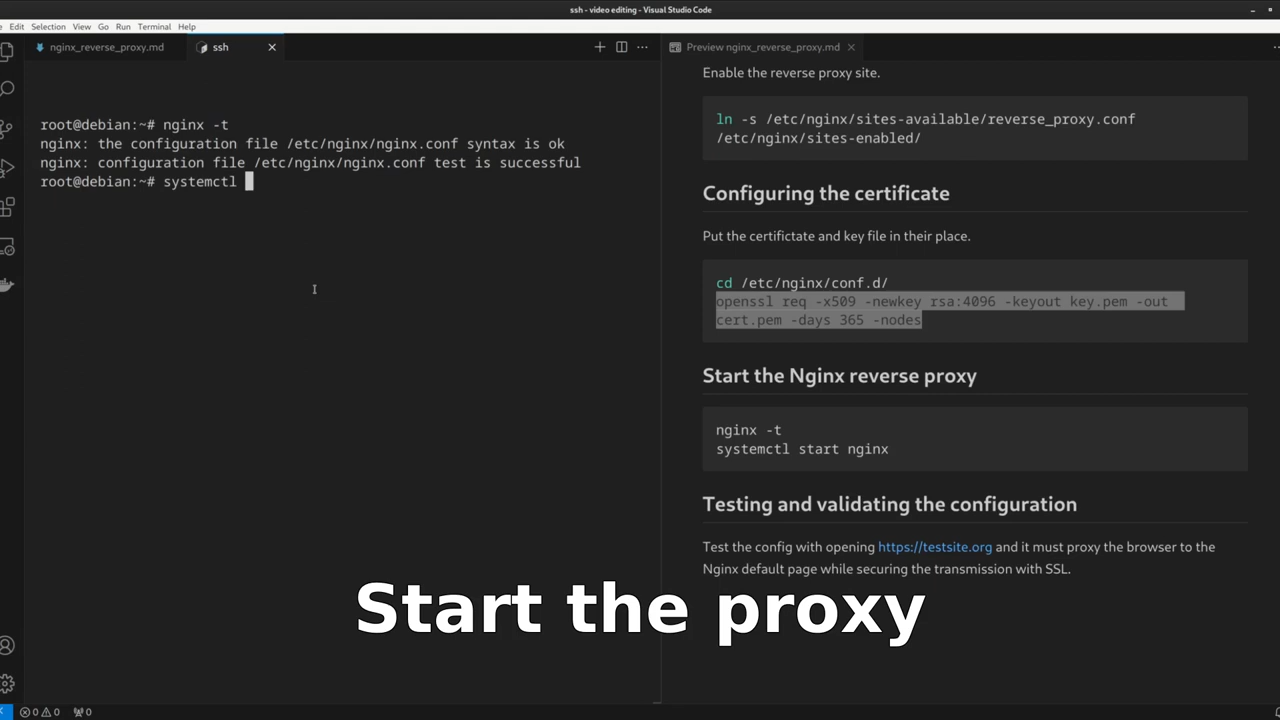 ssh - video editing - Visual Studio Code
Edit Selection View Go Run Terminal Help
nginx_reverse_proxy.md ssh
Preview nginx_reverse_proxy.md
root@debian:~# nginx -t
nginx: the configuration file /etc/nginx/nginx.conf syntax is ok
nginx: configuration file /etc/nginx/nginx.conf test is successful
root@debian:~# systemctl
Enable the reverse proxy site.
ln -s /etc/nginx/sites-available/reverse_proxy.conf
/etc/nginx/sites-enabled/
Configuring the certificate
Put the certifictate and key file in their place.
cd /etc/nginx/conf.d/
openssl req -x509 -newkey rsa:4096 -keyout key.pem -out
cert.pem -days 365 -nodes
Start the Nginx reverse proxy
nginx -t
systemctl start nginx
Testing and validating the configuration
Test the config with opening https://testsite.org and it must proxy the browser to the
Nginx default page while securing the transmission with SSL.
Start the proxy
0 0 0